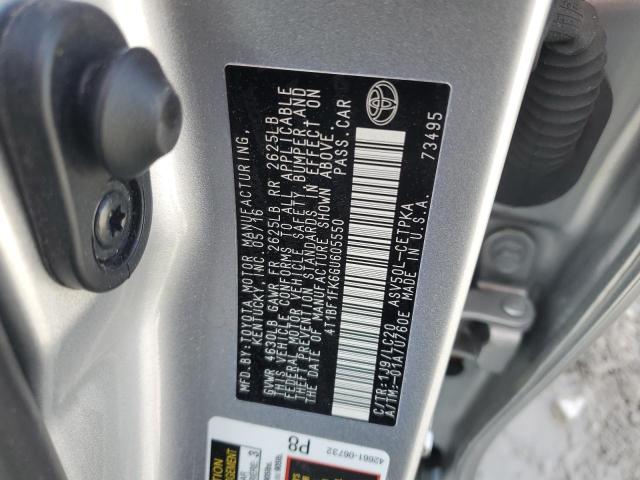 MFD.BY:TOYOTA MOTOR MANUFACTURING,
KENTUCKY, INC. 05/16
GVWR 4630LB GAWR FR 2625LB RR 2625LB
THIS VEHICLE CONFORMS TO ALL APPLICABLE
FEDERAL MOTOR VEHICLE SAFETY, BUMPER, AND
THEFT PREVENTION STANDARDS IN EFFECT ON
THE DATE OF MANUFACTURE SHOWN ABOVE.
4T1BF1FK6GU605550 PASS.CAR
C/TR:1J9/LC20 ASV50L-CETPKA
A/TM:-01A/U760E MADE IN U.S.A. 73495
P8
42661-06732
3